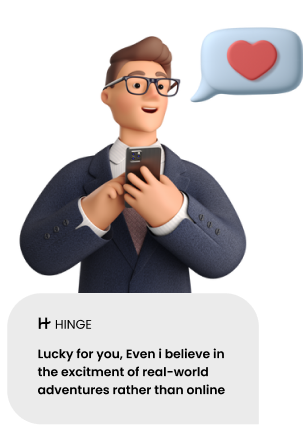 HINGE
Lucky for you, Even i believe in
the excitment of real-world
adventures rather than online